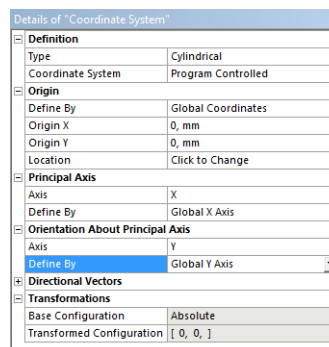 Details of "Coordinate System"
Definition
Type Cylindrical
Coordinate System Program Controlled
Origin
Define By Global Coordinates
Origin X 0, mm
Origin Y 0, mm
Location Click to Change
Principal Axis
Axis X
Define By Global X Axis
Orientation About Principal Axis
Axis Y
Define By Global Y Axis
Directional Vectors
Transformations
Base Configuration Absolute
Transformed Configuration [ 0, 0, ]